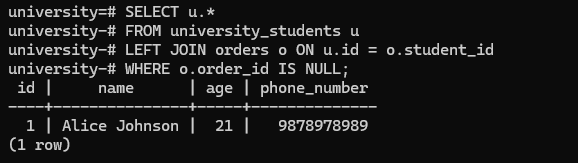 university=# SELECT u.*
university-# FROM university_students u
university-# LEFT JOIN orders o ON u.id = o.student_id
university-# WHERE o.order_id IS NULL;
 id |     name      | age | phone_number
----+---------------+-----+--------------
  1 | Alice Johnson |  21 |   9878978989
(1 row)